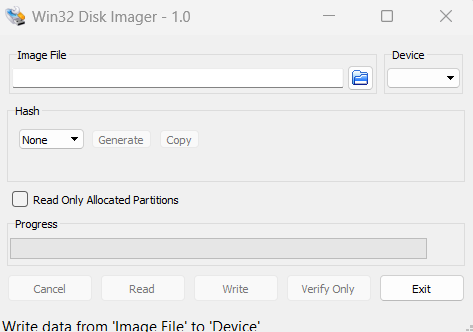 Win32 Disk Imager - 1.0
Image File
Device
Hash
None
Generate
Copy
Read Only Allocated Partitions
Progress
Cancel
Read
Write
Verify Only
Exit
Write data from 'Image File' to 'Device'